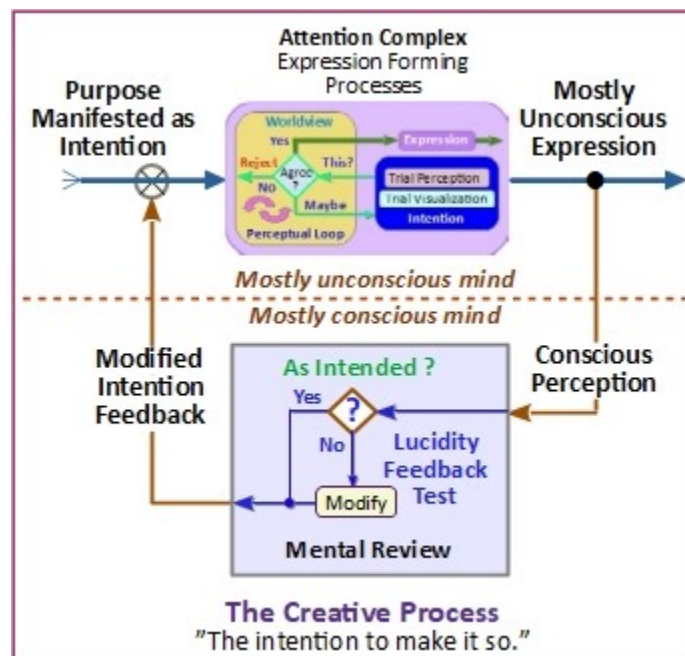 Attention Complex
Expression Forming
Processes
Purpose
Manifested as
Intention
Mostly
Unconscious
Expression
Worldview
Yes
Expression
Reject
This?
Agree
?
No
Maybe
Trial Perception
Trial Visualization
Intention
Perceptual Loop
Mostly unconscious mind
Mostly conscious mind
Modified
Intention
Feedback
Conscious
Perception
As Intended ?
Yes
?
No
Lucidity
Feedback
Test
Modify
Mental Review
The Creative Process
”The intention to make it so.”